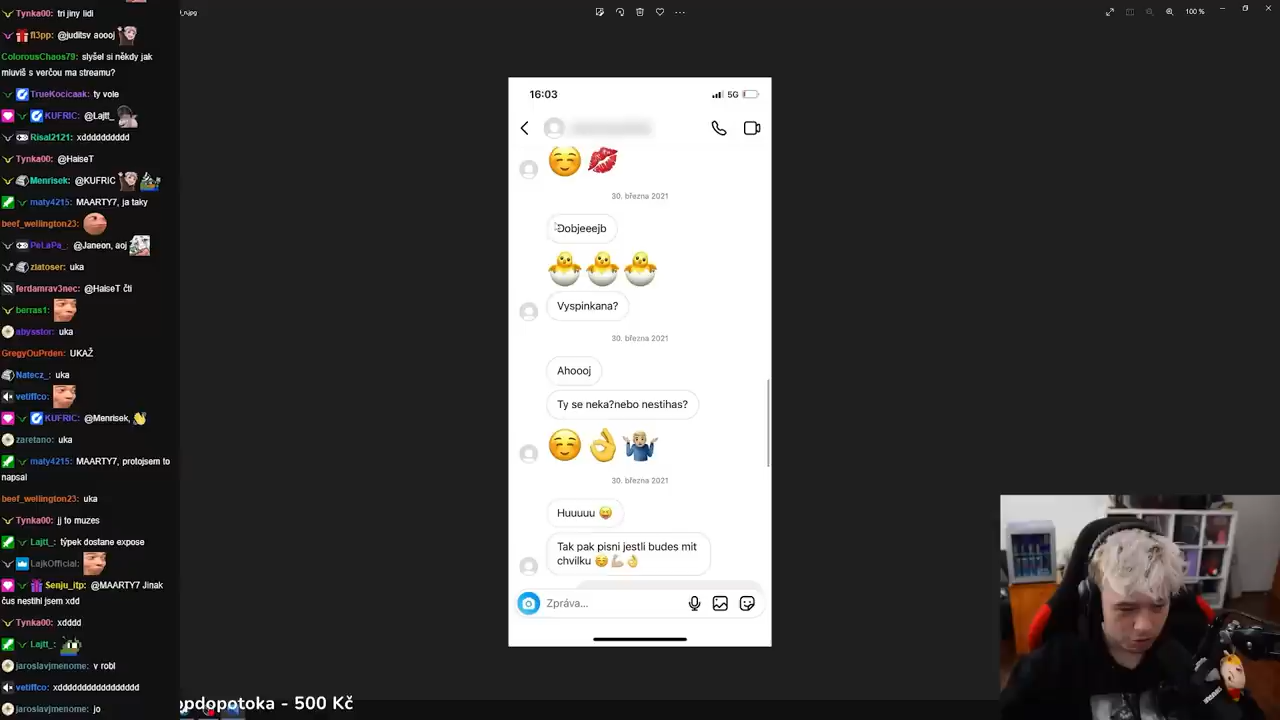 Tynka00: tri jiny lidi
fl3pp: @juditsv aoooj
ColorousChaos79: slyšel si někdy jak
mluviš s verčou ma streamu?
TrueKocicaak: ty vole
KUFRIC: @Lajtt_
Risal2121: xdddddddddd
Tynka00: @HaiseT
Menrisek: @KUFRIC
maty4215: MAARTY7, ja taky
beef_wellington23:
PeLaPa_: @Janeon, aoj
zlatoser: uka
ferdamrav3nec: @HaiseT čti
berras1:
abysstor: uka
GregyOuPrden: UKAŽ
Natecz_: uka
vetiffco:
KUFRIC: @Menrisek,
zaretano: uka
maty4215: MAARTY7, protojsem to
napsal
beef_wellington23: uka
Tynka00: jj to muzes
Lajtt_: týpek dostane expose
LajkOfficial:
Senju_itp: @MAARTY7 Jinak
čus nestihl jsem xdd
Tynka00: xdddd
Lajtt_:
jaroslavjmenome: v robl
vetiffco: xddddddddddddddddd
jaroslavjmenome: jo
_n.jpg
100 %
16:03
5G
30. března 2021
Dobjeeejb
Vyspinkana?
30. března 2021
Ahoooj
Ty se neka?nebo nestihas?
30. března 2021
Huuuuu
Tak pak pisni jestli budes mit
chvilku
Zpráva...
opdopotoka - 500 Kč